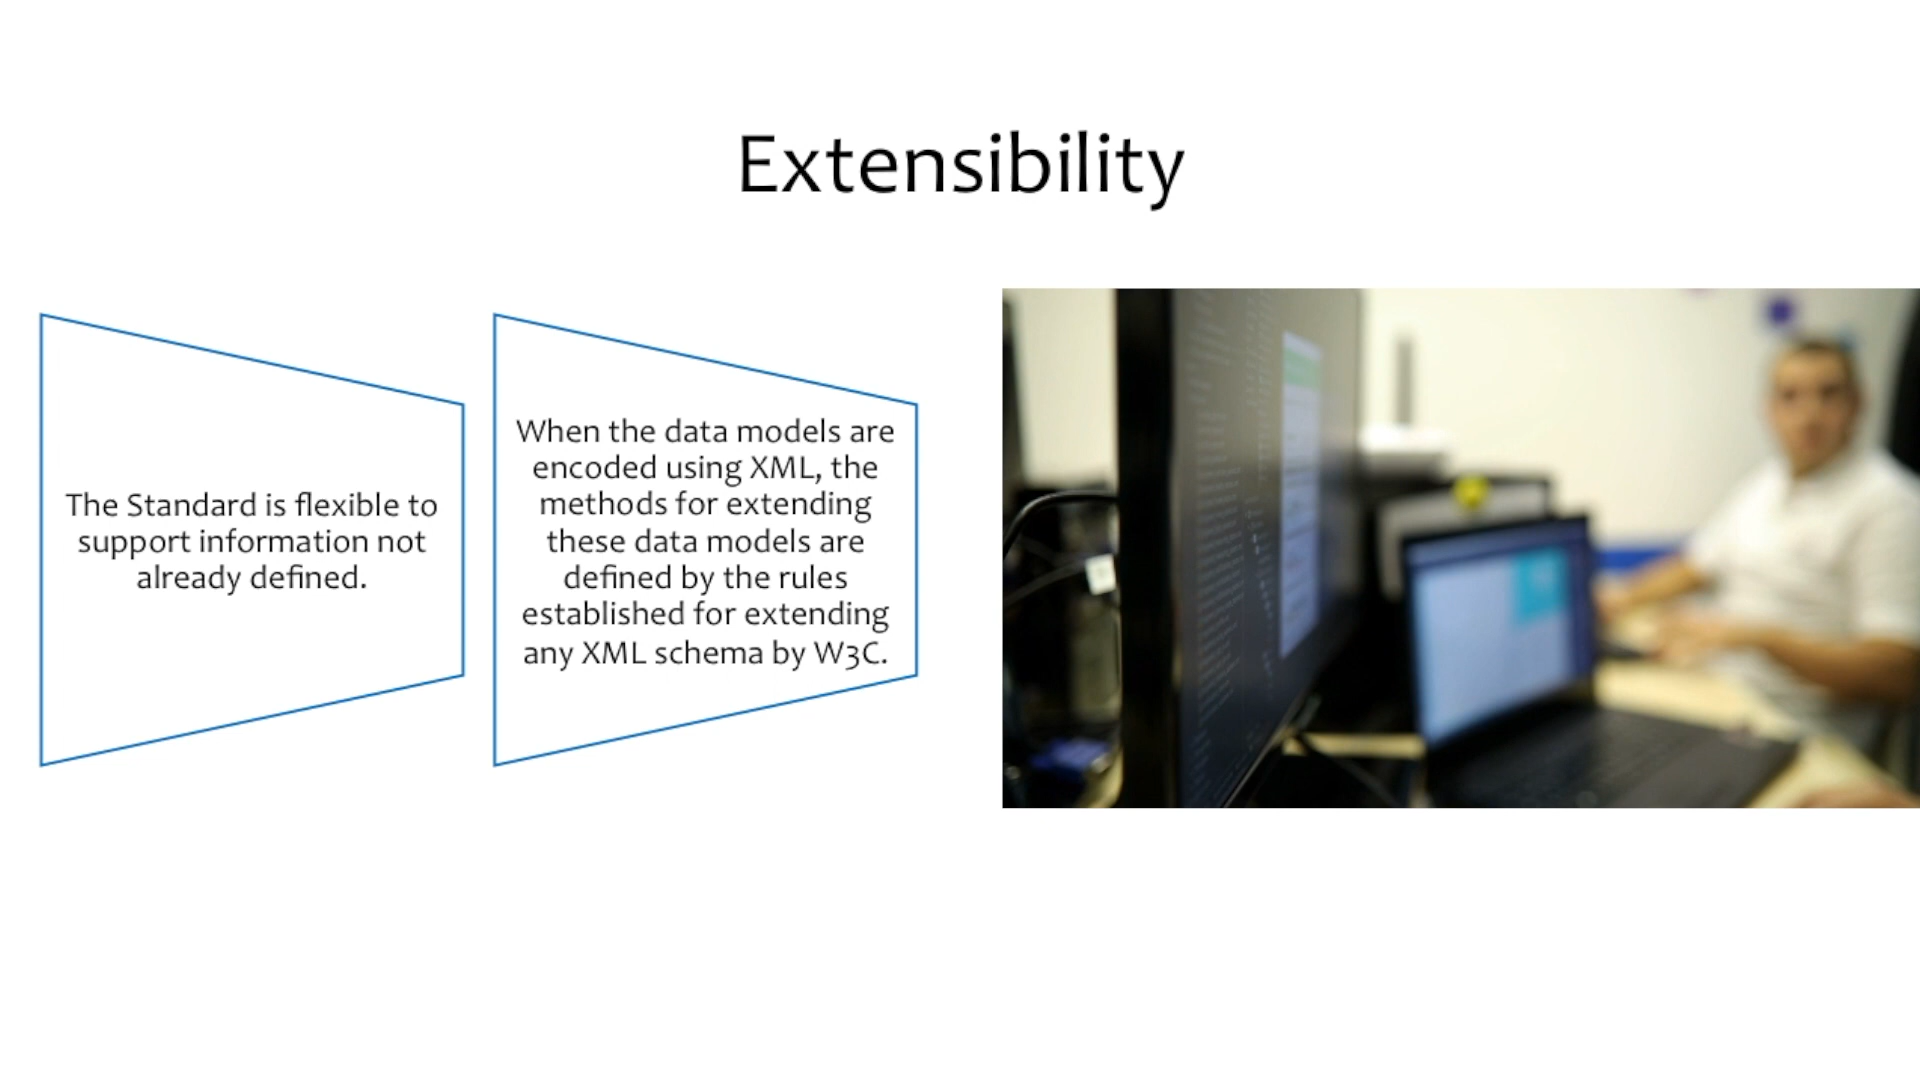 Extensibility
The Standard is flexible to
support information not
already defined.
When the data models are
encoded using XML, the
methods for extending
these data models are
defined by the rules
established for extending
any XML schema by W3C.